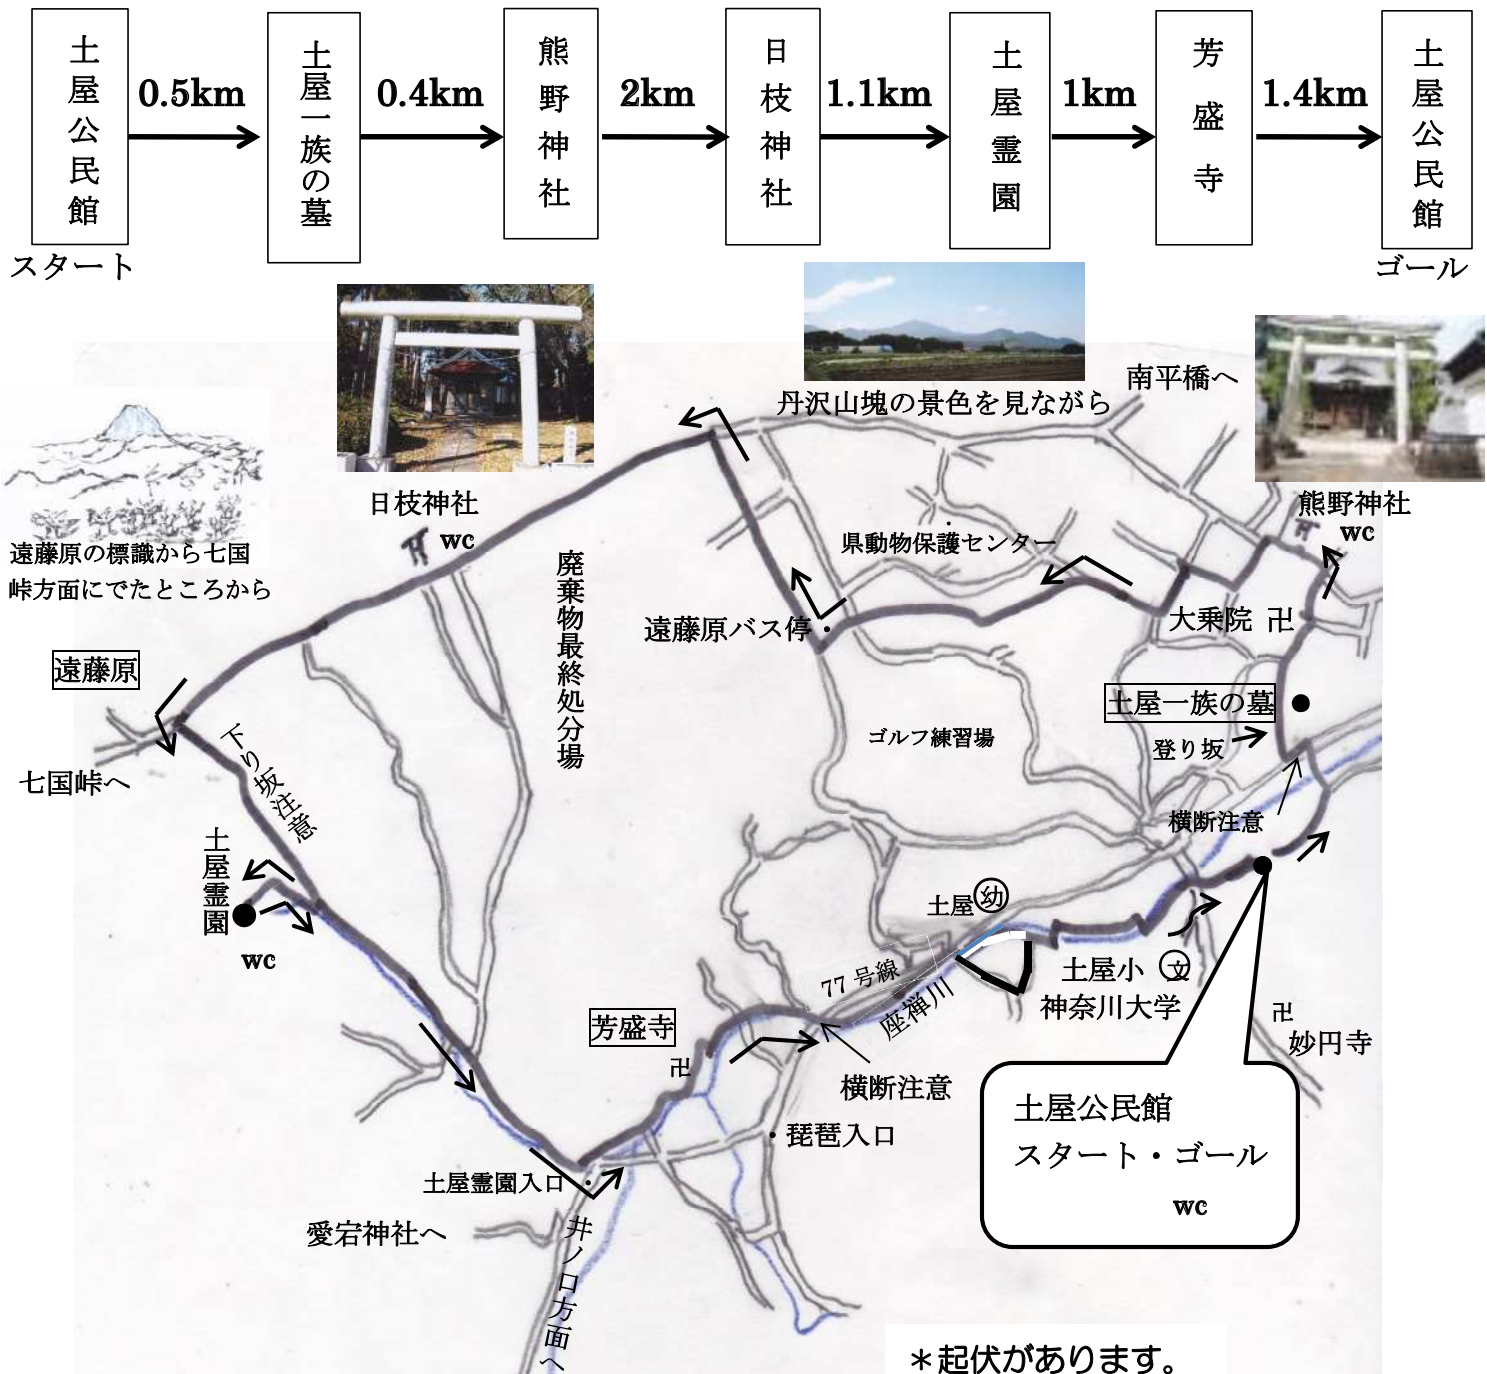 土屋公民館
0.5km
土屋一族の墓
0.4km
熊野神社
2km
日枝神社
1.1km
土屋霊園
1km
芳盛寺
1.4km
土屋公民館
スタート
ゴール
丹沢山塊の景色を見ながら
南平橋へ
熊野神社
wc
日枝神社
wc
遠藤原の標識から七国
峠方面にでたところから
県動物保護センター
廃棄物最終処分場
遠藤原バス停
大乗院 卍
遠藤原
土屋一族の墓
ゴルフ練習場
登り坂
七国峠へ
下り坂注意
横断注意
土屋霊園
wc
土屋 幼
77号線
座禅川
土屋小 文
神奈川大学
芳盛寺
卍
卍
妙円寺
横断注意
琵琶入口
土屋公民館
スタート・ゴール
wc
土屋霊園入口
愛宕神社へ
井ノ口方面へ
＊起伏があります。